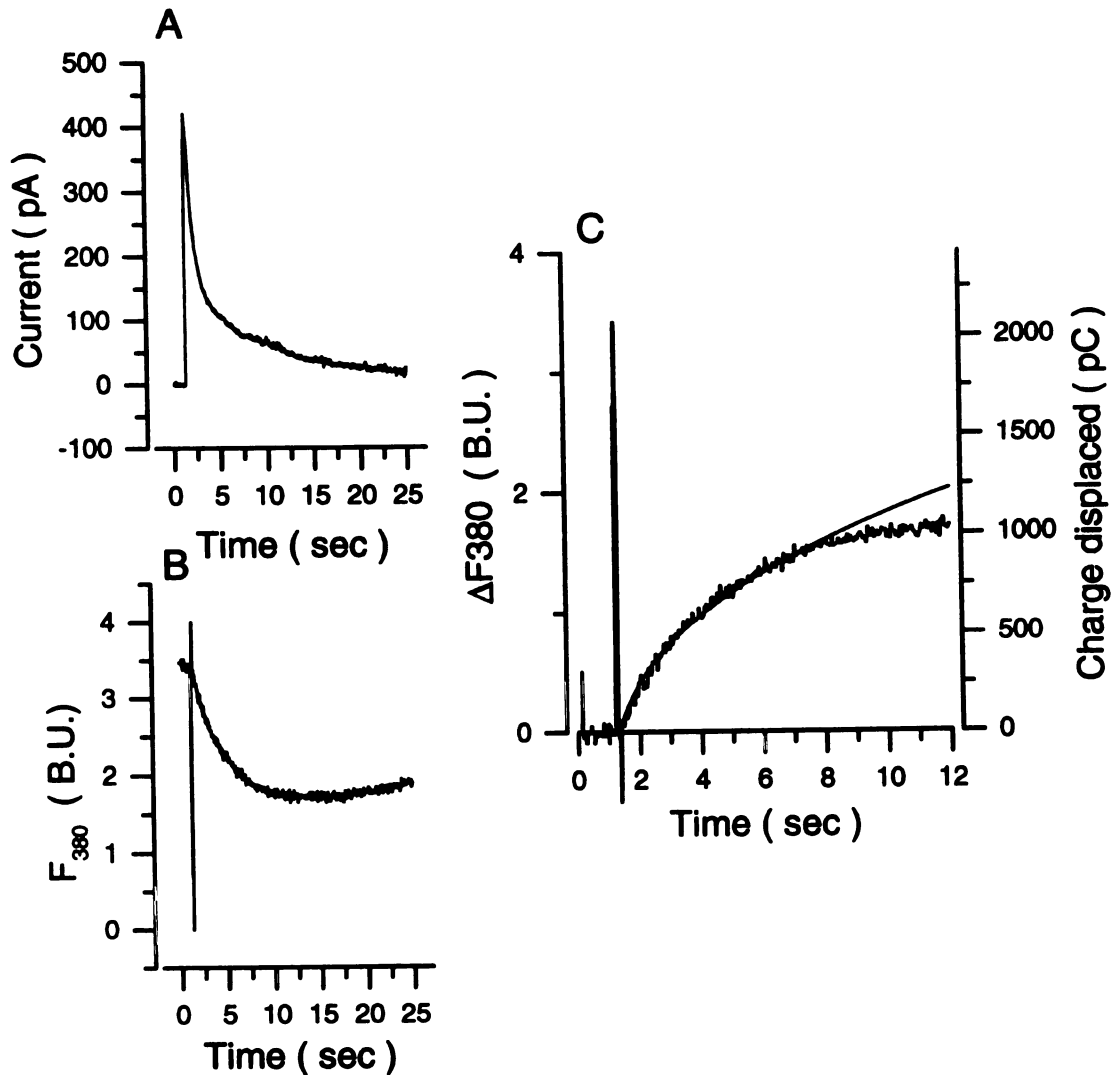 A
500
400
300
200
100
0
-100
Current ( pA )
0 5 10 15 20 25
Time ( sec )
B
4
3
2
1
0
F380 ( B.U.)
0 5 10 15 20 25
Time ( sec )
C
4
2
0
ΔF380 ( B.U.)
2000
1500
1000
500
0
Charge displaced ( pC )
0 2 4 6 8 10 12
Time ( sec )